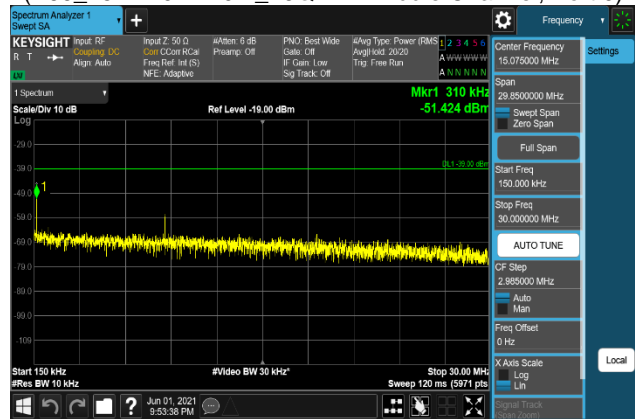 Spectrum Analyzer 1
Swept SA
Frequency
KEYSIGHT
R T
LW
Input: RF
Coupling: DC
Align: Auto
Input Z: 50 Ω
Corr CCorr RCal
Freq Ref: Int (S)
NFE: Adaptive
#Atten: 6 dB
Preamp: Off
PNO: Best Wide
Gate: Off
IF Gain: Low
Sig Track: Off
#Avg Type: Power (RMS
Avg|Hold: 20/20
Trig: Free Run
1 2 3 4 5 6
A W W W W W
A N N N N N
1 Spectrum
Scale/Div 10 dB
Log
Ref Level -19.00 dBm
Mkr1 310 kHz
-51.424 dBm
DL1 -39.00 dBm
1
-29.0
-39.0
-49.0
-59.0
-69.0
-79.0
-89.0
-99.0
-109
Start 150 kHz
#Res BW 10 kHz
#Video BW 30 kHz*
Stop 30.00 MHz
Sweep 120 ms (5971 pts
Jun 01, 2021
9:53:38 PM
Center Frequency
15.075000 MHz
Span
29.8500000 MHz
Swept Span
Zero Span
Full Span
Start Freq
150.000 kHz
Stop Freq
30.000000 MHz
AUTO TUNE
CF Step
2.985000 MHz
Auto
Man
Freq Offset
0 Hz
X Axis Scale
Log
Lin
Signal Track
(Span Zoom)
Settings
Local